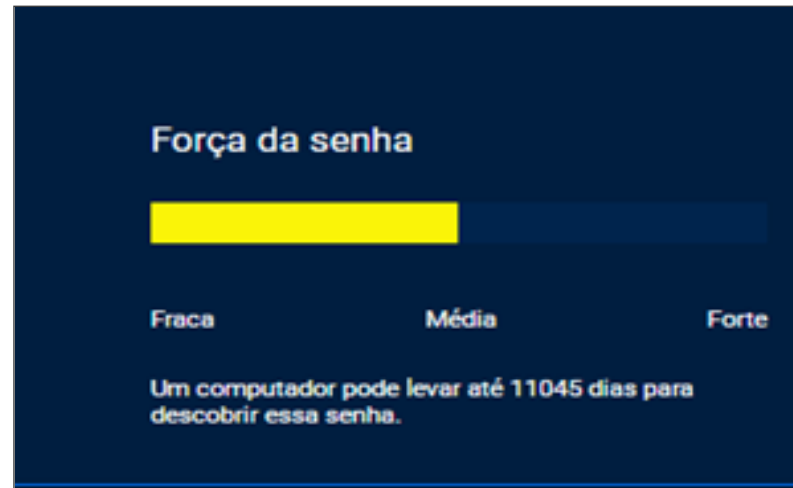 Força da senha
Fraca Média Forte
Um computador pode levar até 11045 dias para
descobrir essa senha.